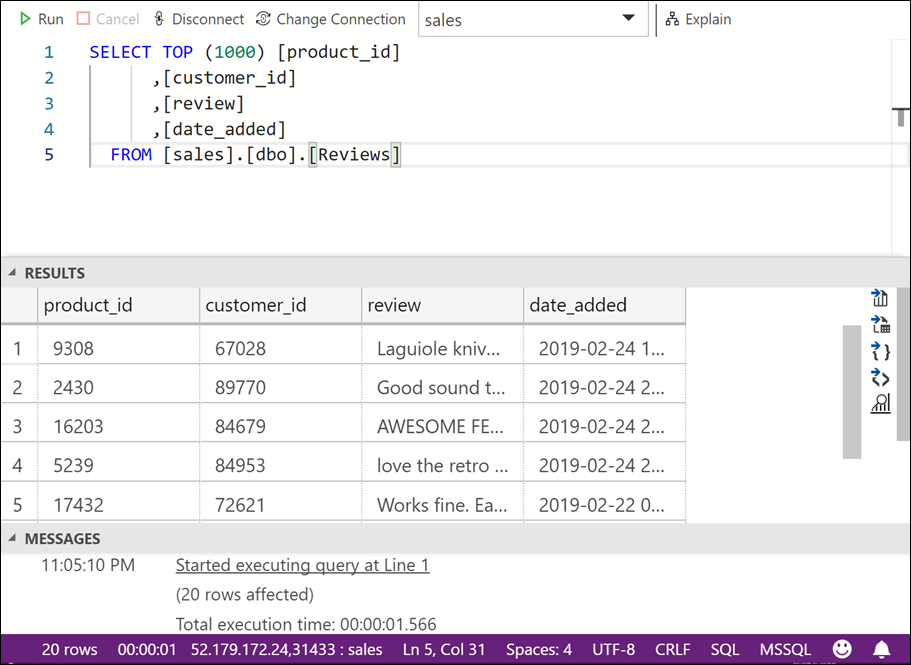 Run Cancel Disconnect Change Connection sales Explain
1 SELECT TOP (1000) [product_id]
2 ,[customer_id]
3 ,[review]
4 ,[date_added]
5 FROM [sales].[dbo].[Reviews]
RESULTS
product_id customer_id review date_added
1 9308 67028 Laguiole kniv... 2019-02-24 1...
2 2430 89770 Good sound t... 2019-02-24 2...
3 16203 84679 AWESOME FE... 2019-02-24 2...
4 5239 84953 love the retro ... 2019-02-24 2...
5 17432 72621 Works fine. Ea... 2019-02-22 0...
MESSAGES
11:05:10 PM Started executing query at Line 1
(20 rows affected)
Total execution time: 00:00:01.566
20 rows 00:00:01 52.179.172.24,31433 : sales Ln 5, Col 31 Spaces: 4 UTF-8 CRLF SQL MSSQL